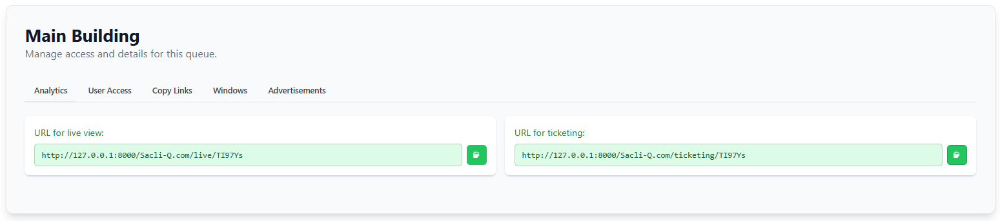 Main Building
Manage access and details for this queue.
Analytics User Access Copy Links Windows Advertisements
URL for live view:
http://127.0.0.1:8000/Sacli-Q.com/live/TI97Ys
URL for ticketing:
http://127.0.0.1:8000/Sacli-Q.com/ticketing/TI97Ys